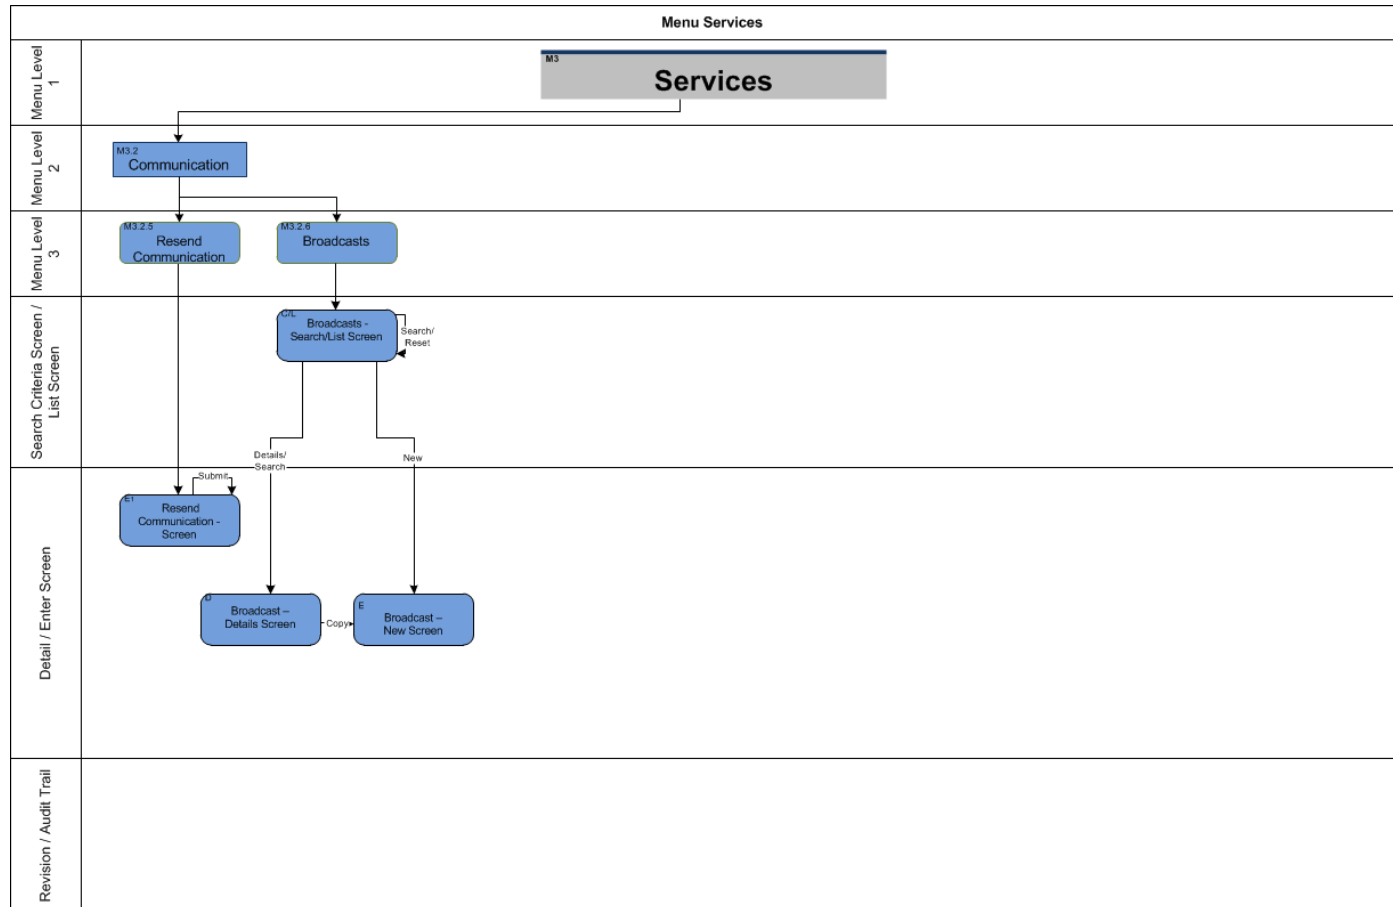 Menu Services
Menu Level
1
M3
Services
Menu Level
2
M3.2
Communication
Menu Level
3
M3.2.5
Resend
Communication
M3.2.6
Broadcasts
Search Criteria Screen /
List Screen
C/L
Broadcasts -
Search/List Screen
Search/
Reset
Details/
Search
New
Detail / Enter Screen
Submit
E1
Resend
Communication -
Screen
D
Broadcast –
Details Screen
Copy
E
Broadcast –
New Screen
Revision / Audit Trail